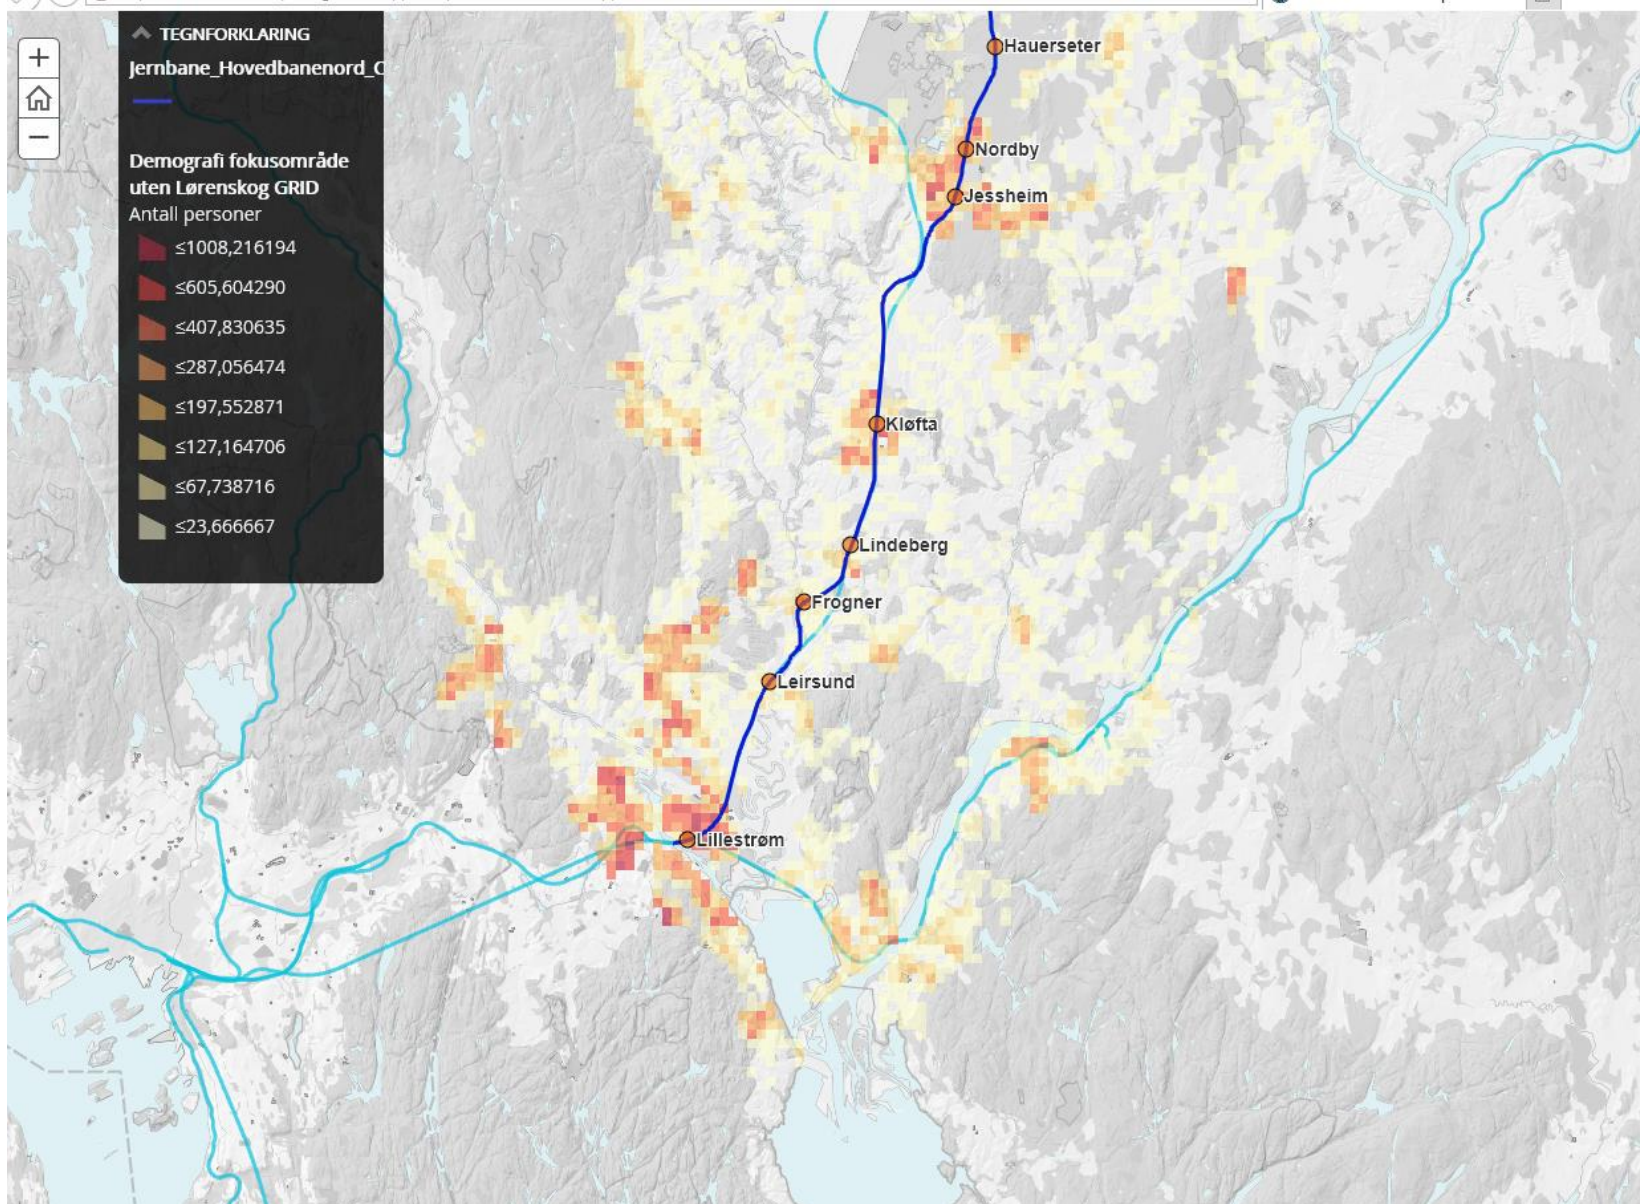 TEGNFORKLARING
Jernbane_Hovedbanenord_C
Demografi fokusområde
uten Lørenskog GRID
Antall personer
≤1008,216194
≤605,604290
≤407,830635
≤287,056474
≤197,552871
≤127,164706
≤67,738716
≤23,666667
Hauerseter
Nordby
Jessheim
Kløfta
Lindeberg
Frogner
Leirsund
Lillestrøm